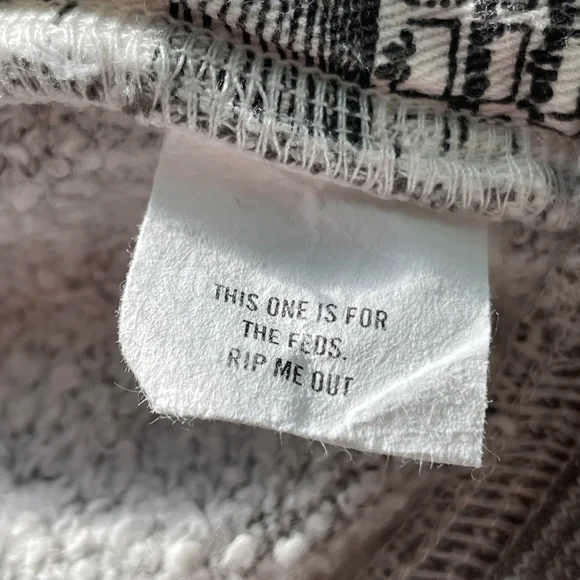 THIS ONE IS FOR
THE FEDS.
RIP ME OUT